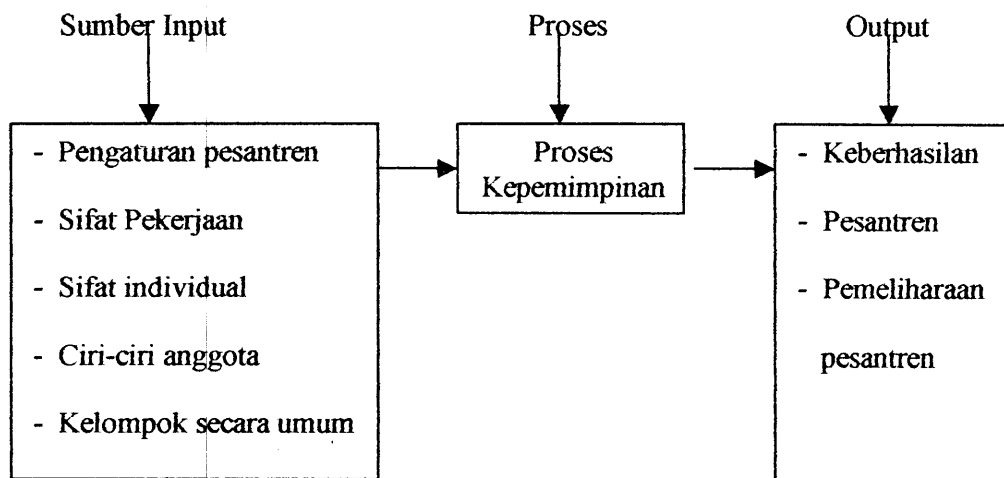 Sumber Input
Proses
Output
- Pengaturan pesantren
- Sifat Pekerjaan
- Sifat individual
- Ciri-ciri anggota
- Kelompok secara umum
Proses
Kepemimpinan
- Keberhasilan
- Pesantren
- Pemeliharaan
pesantren